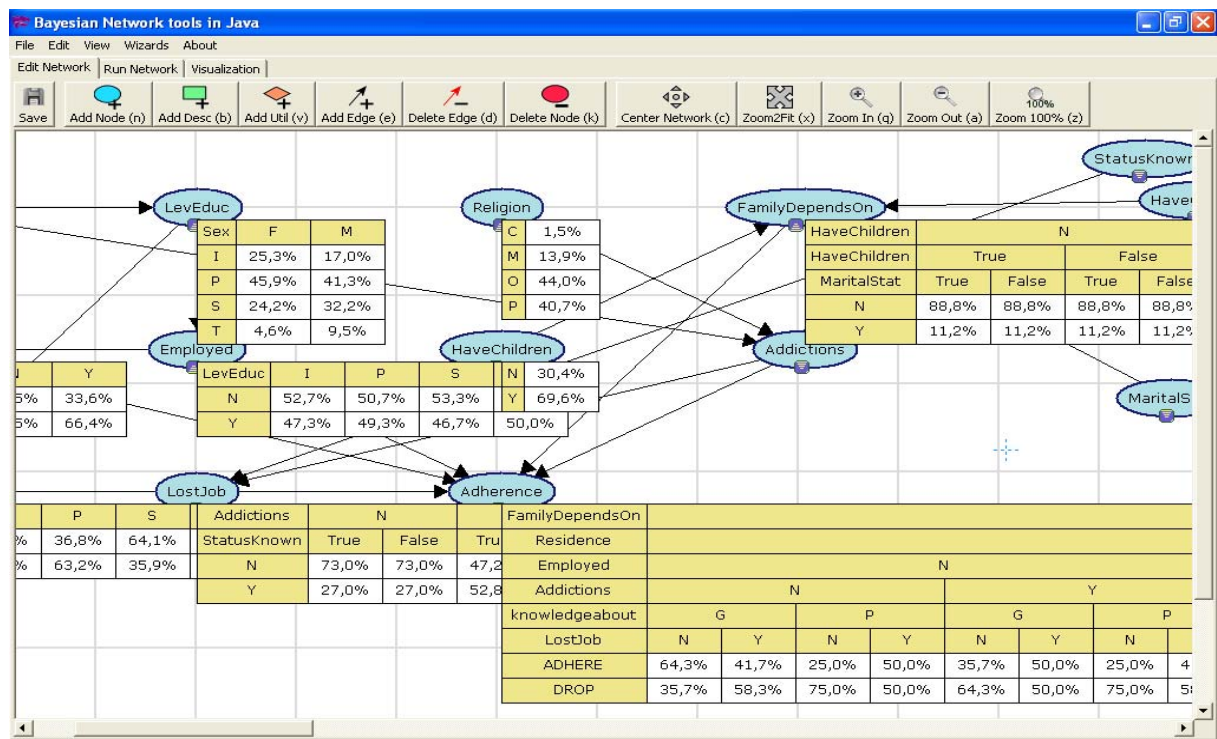 Bayesian Network tools in Java
File Edit View Wizards About
Edit Network Run Network Visualization
Save Add Node (n) Add Desc (b) Add Util (v) Add Edge (e) Delete Edge (d) Delete Node (k) Center Network (c) Zoom2Fit (x) Zoom In (q) Zoom Out (a) 100% Zoom 100% (z)
StatusKnown
LevEduc Religion FamilyDependsOn Have
Sex F M
I 25,3% 17,0%
P 45,9% 41,3%
S 24,2% 32,2%
T 4,6% 9,5%
C 1,5%
M 13,9%
O 44,0%
P 40,7%
HaveChildren N
HaveChildren True False
MaritalStat True False True False
N 88,8% 88,8% 88,8% 88,8%
Y 11,2% 11,2% 11,2% 11,2%
Employed HaveChildren Addictions
Y
5% 33,6%
5% 66,4%
LevEduc I P S
N 52,7% 50,7% 53,3%
Y 47,3% 49,3% 46,7% 50,0%
N 30,4%
Y 69,6%
MaritalS
LostJob Adherence
P S
% 36,8% 64,1%
% 63,2% 35,9%
Addictions N
StatusKnown True False Tru
N 73,0% 73,0% 47,2
Y 27,0% 27,0% 52,8
FamilyDependsOn
Residence
Employed N
Addictions N Y
knowledgeabout G P G P
LostJob N Y N Y N Y N
ADHERE 64,3% 41,7% 25,0% 50,0% 35,7% 50,0% 25,0% 4
DROP 35,7% 58,3% 75,0% 50,0% 64,3% 50,0% 75,0% 5